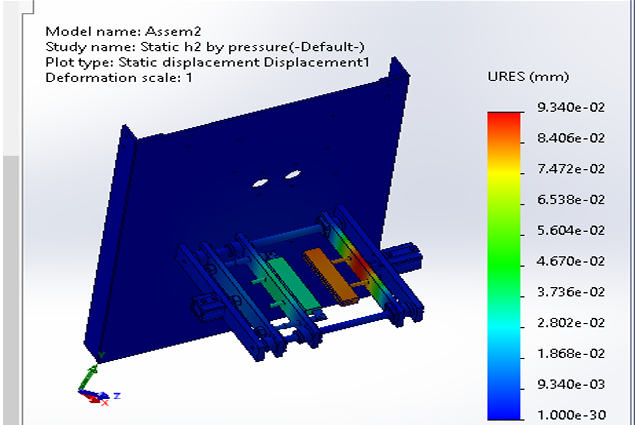 Model name: Assem2
Study name: Static h2 by pressure(-Default-)
Plot type: Static displacement Displacement1
Deformation scale: 1
URES (mm)
9.340e-02
8.406e-02
7.472e-02
6.538e-02
5.604e-02
4.670e-02
3.736e-02
2.802e-02
1.868e-02
9.340e-03
1.000e-30
Y
Z
X